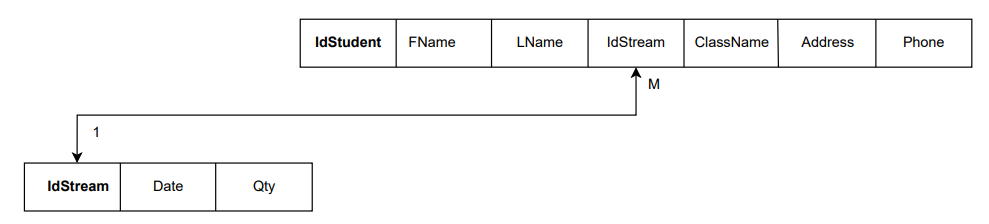 IdStudent FName LName IdStream ClassName Address Phone
M
1
IdStream Date Qty